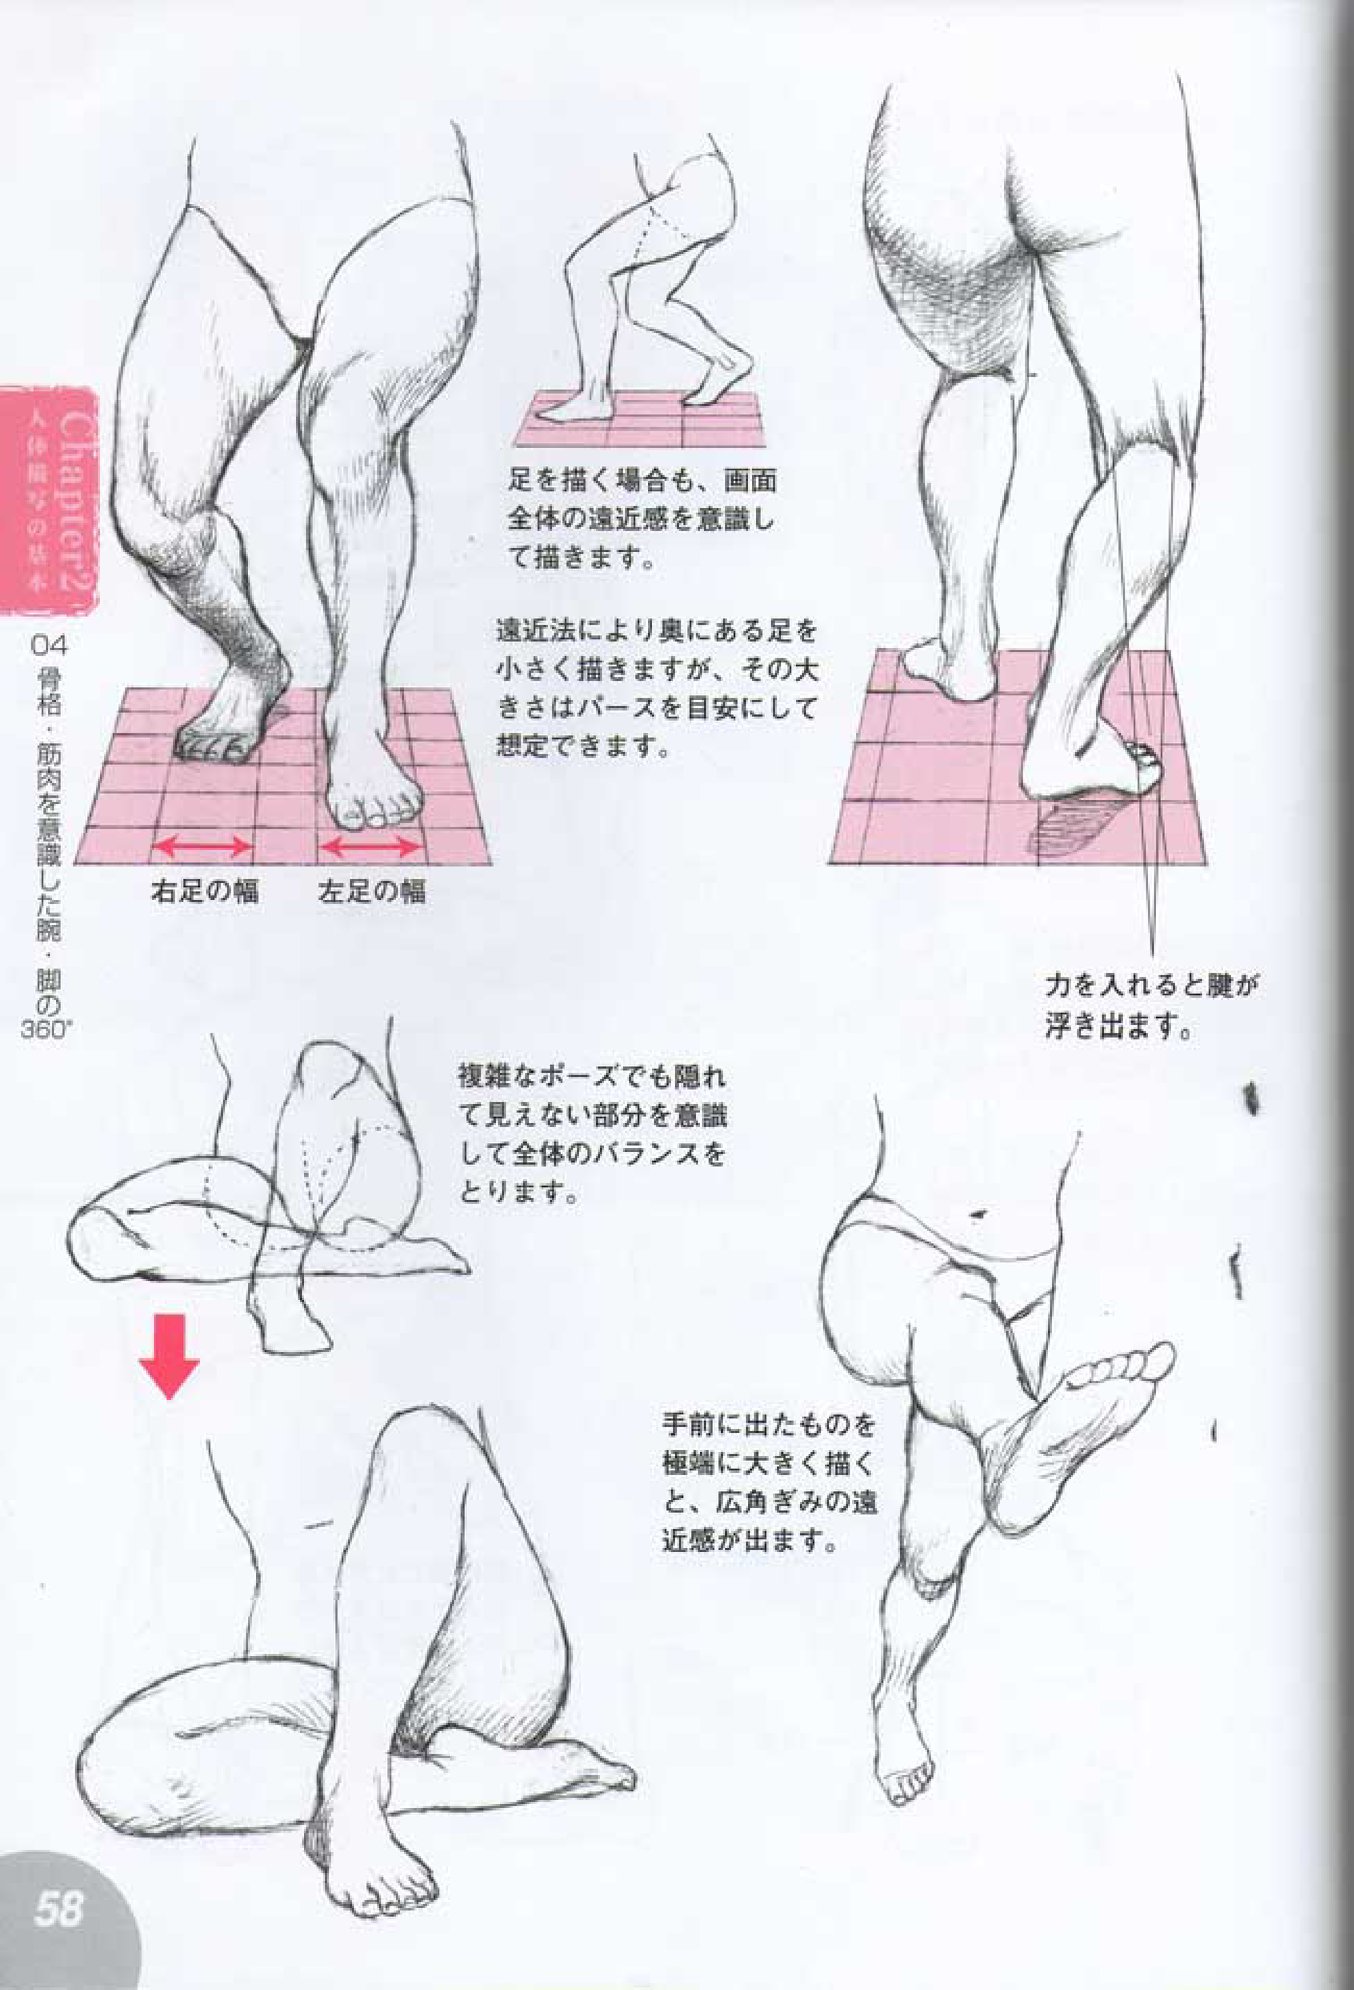 Chapter2
人体描写の基本
04
骨格・筋肉を意識した腕・脚の
360°
足を描く場合も、画面
全体の遠近感を意識し
て描きます。
遠近法により奥にある足を
小さく描きますが、その大
きさはパースを目安にして
想定できます。
右足の幅
左足の幅
力を入れると腱が
浮き出ます。
複雑なポーズでも隠れ
て見えない部分を意識
して全体のバランスを
とります。
手前に出たものを
極端に大きく描く
と、広角ぎみの遠
近感が出ます。
58